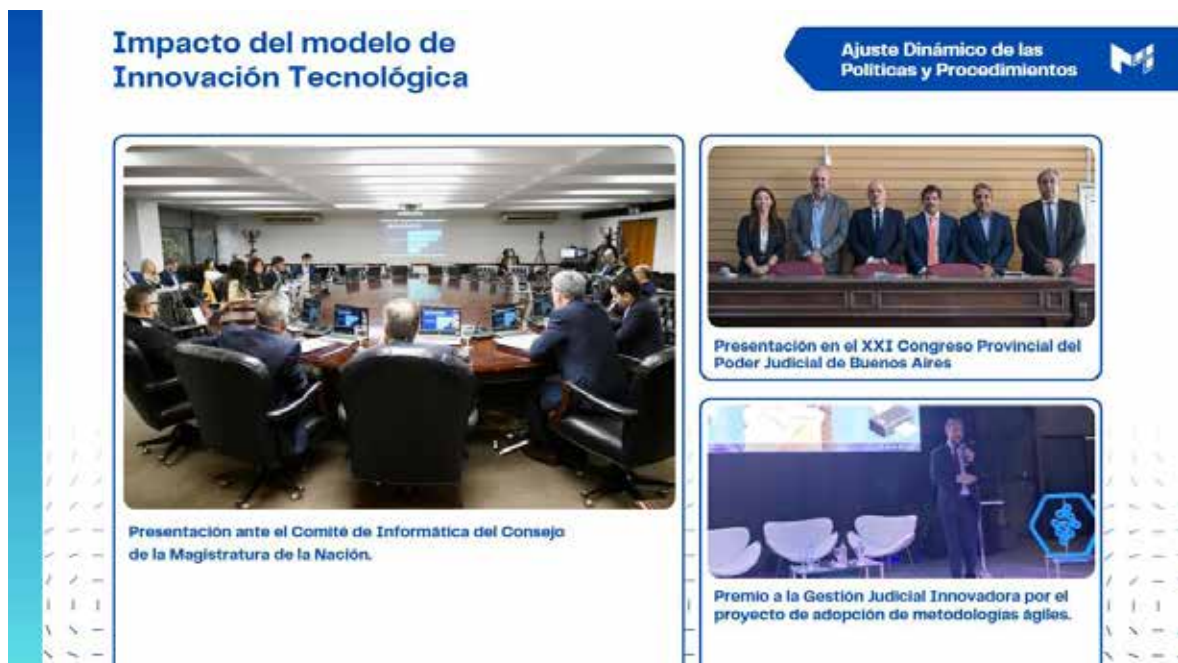 Impacto del modelo de
Innovación Tecnológica
Ajuste Dinámico de las
Políticas y Procedimientos
Presentación ante el Comité de Informática del Consejo
de la Magistratura de la Nación.
Presentación en el XXI Congreso Provincial del
Poder Judicial de Buenos Aires
Premio a la Gestión Judicial Innovadora por el
proyecto de adopción de metodologías ágiles.